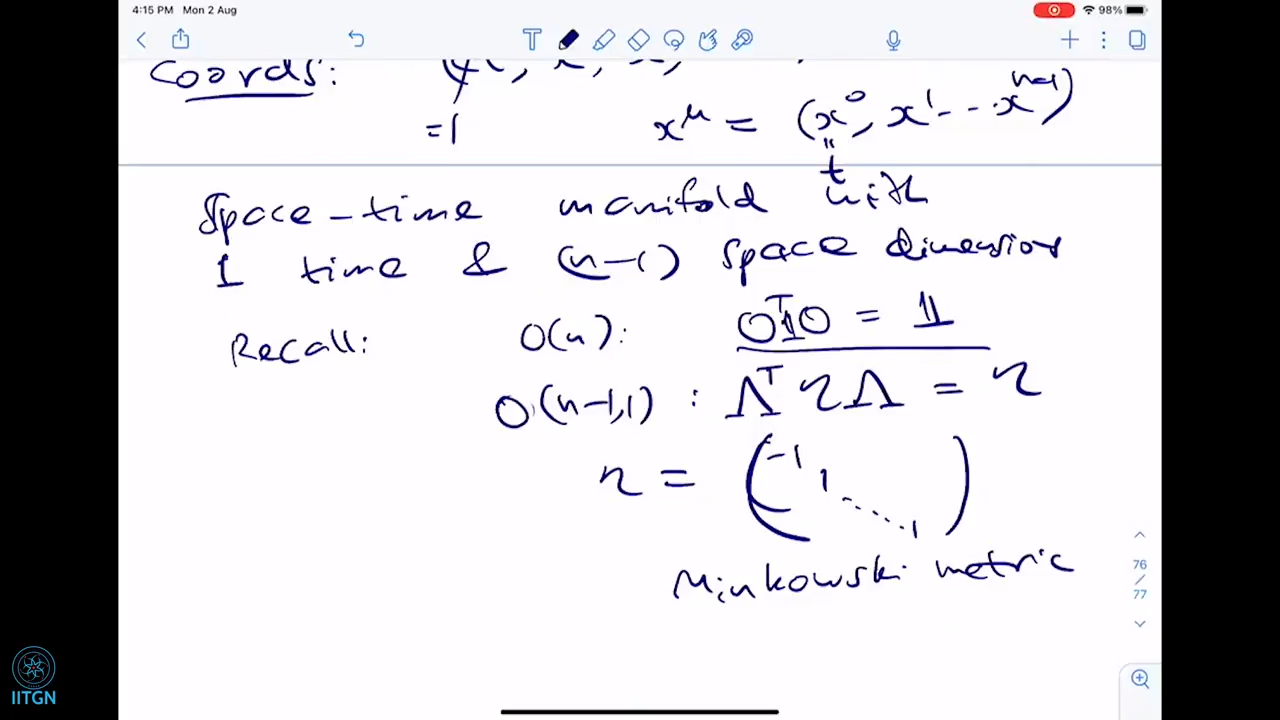 4:15 PM Mon 2 Aug
98%
Coords:
=1 x^μ = (x^0, x^1 - - · x^{n-1})
"
t
Space-time manifold with
1 time & (n-1) space dimensions
Recall: O(n): O^T 1 O = 1
O(n-1,1) : Λ^T η Λ = η
η = (-1 1 ..... 1)
Minkowski metric
76
/
77
IITGN